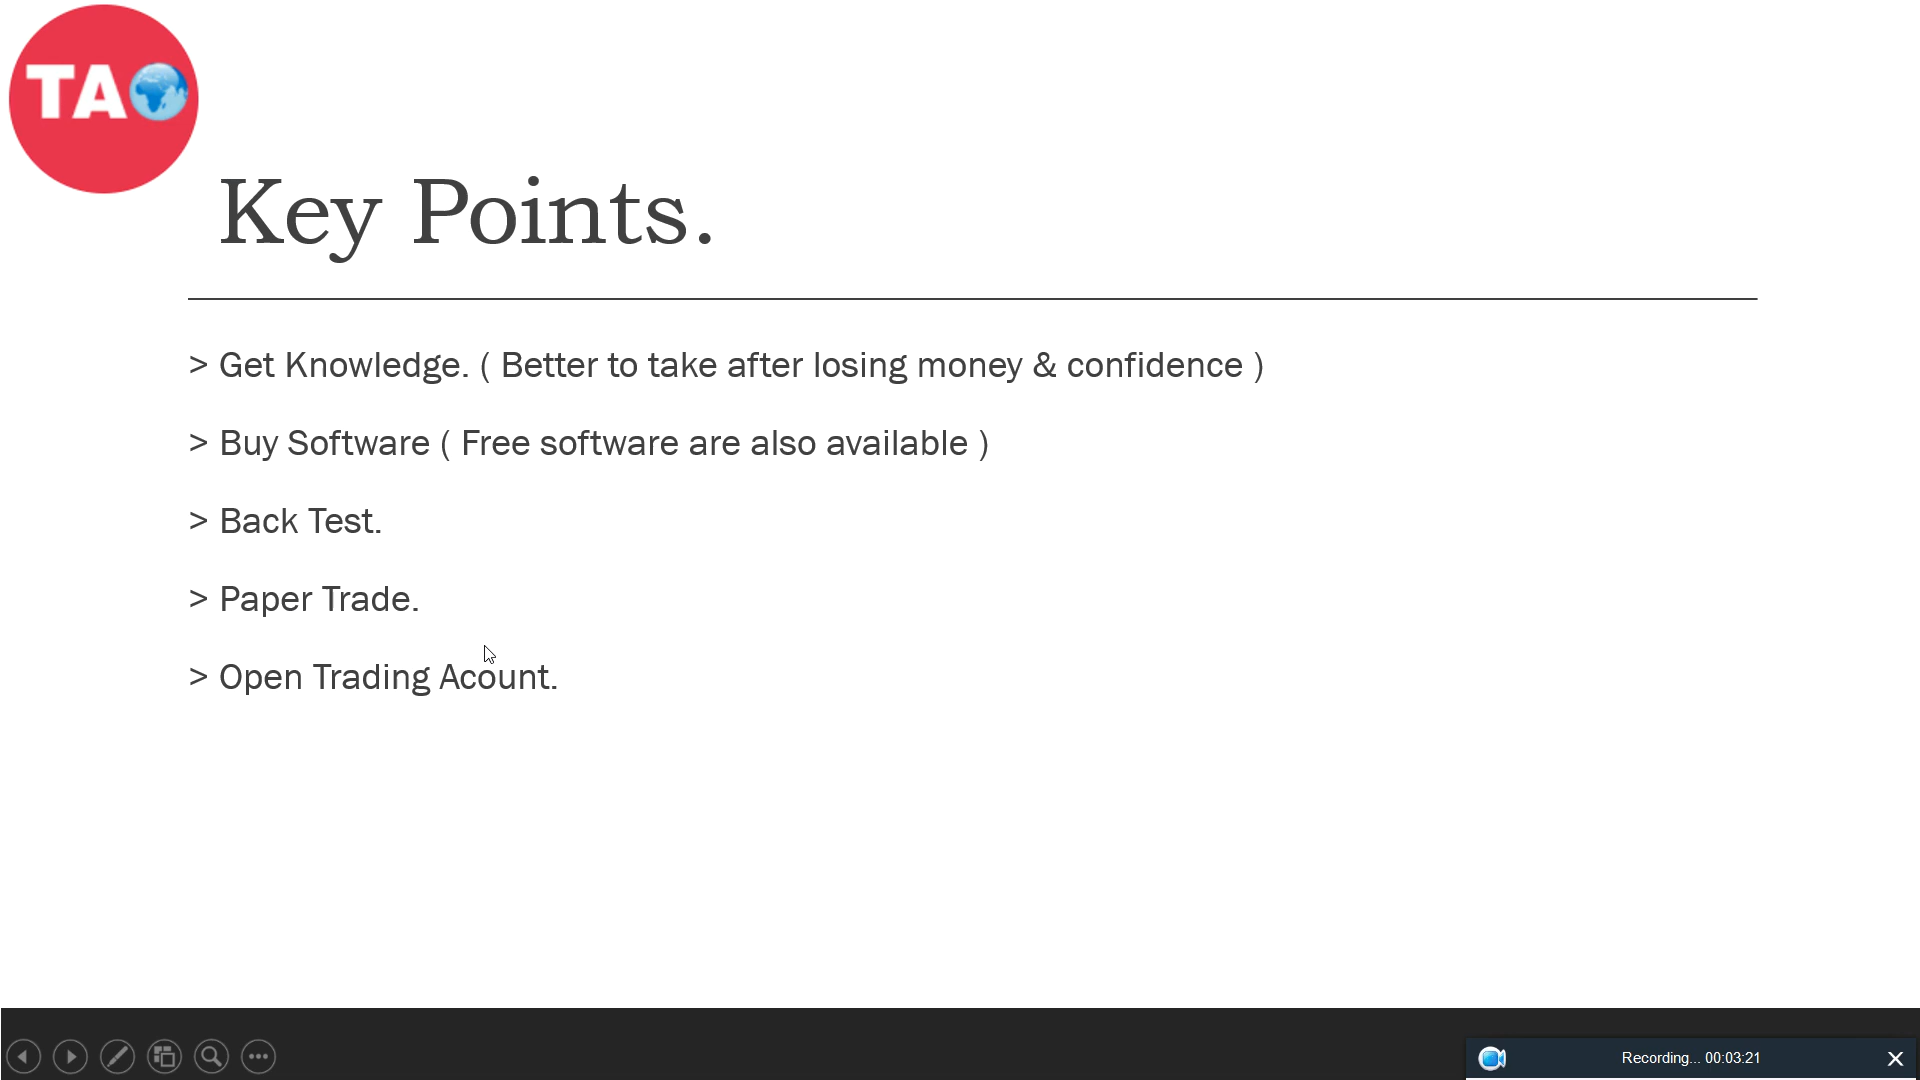 TA
Key Points.
> Get Knowledge. ( Better to take after losing money & confidence )
> Buy Software ( Free software are also available )
> Back Test.
> Paper Trade.
> Open Trading Acount.
Recording... 00:03:21